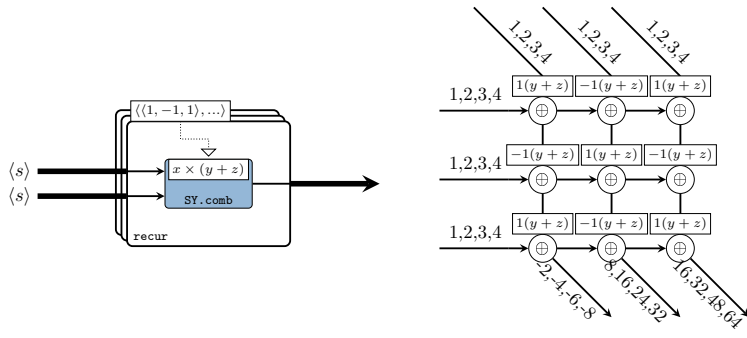 ⟨⟨1, −1, 1⟩, ...⟩
⟨s⟩
⟨s⟩
x × (y + z)
SY.comb
recur
1,2,3,4
1,2,3,4
1,2,3,4
1(y + z)
−1(y + z)
1(y + z)
1,2,3,4
⊕
⊕
⊕
−1(y + z)
1(y + z)
−1(y + z)
1,2,3,4
⊕
⊕
⊕
1(y + z)
−1(y + z)
1(y + z)
1,2,3,4
⊕
⊕
⊕
-2,-4,-6,-8
8,16,24,32
16,32,48,64